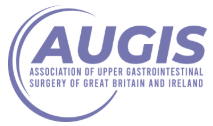 AUGIS
ASSOCIATION OF UPPER GASTROINTESTINAL
SURGERY OF GREAT BRITAIN AND IRELAND